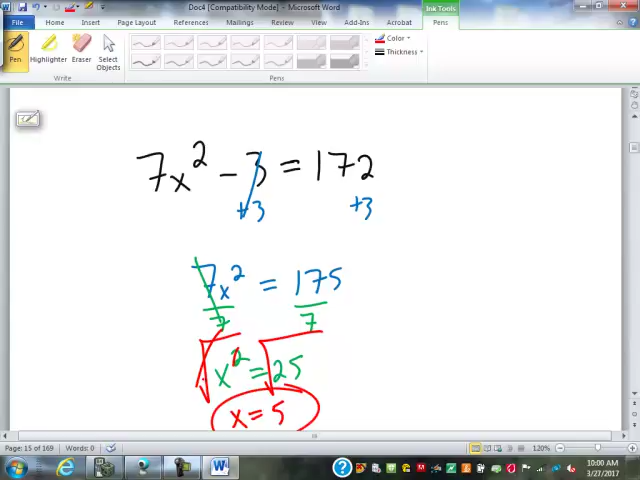 Doc4 [Compatibility Mode] - Microsoft Word
Ink Tools
File
Home
Insert
Page Layout
References
Mailings
Review
View
Add-Ins
Acrobat
Pens
Pen
Highlighter
Eraser
Select Objects
Color
Thickness
Write
Pens
7x² - 3 = 172
+3 +3
7x² = 175
7 7
√x² = √25
x = 5
Page: 15 of 169
Words: 0
120%
10:00 AM
3/27/2017